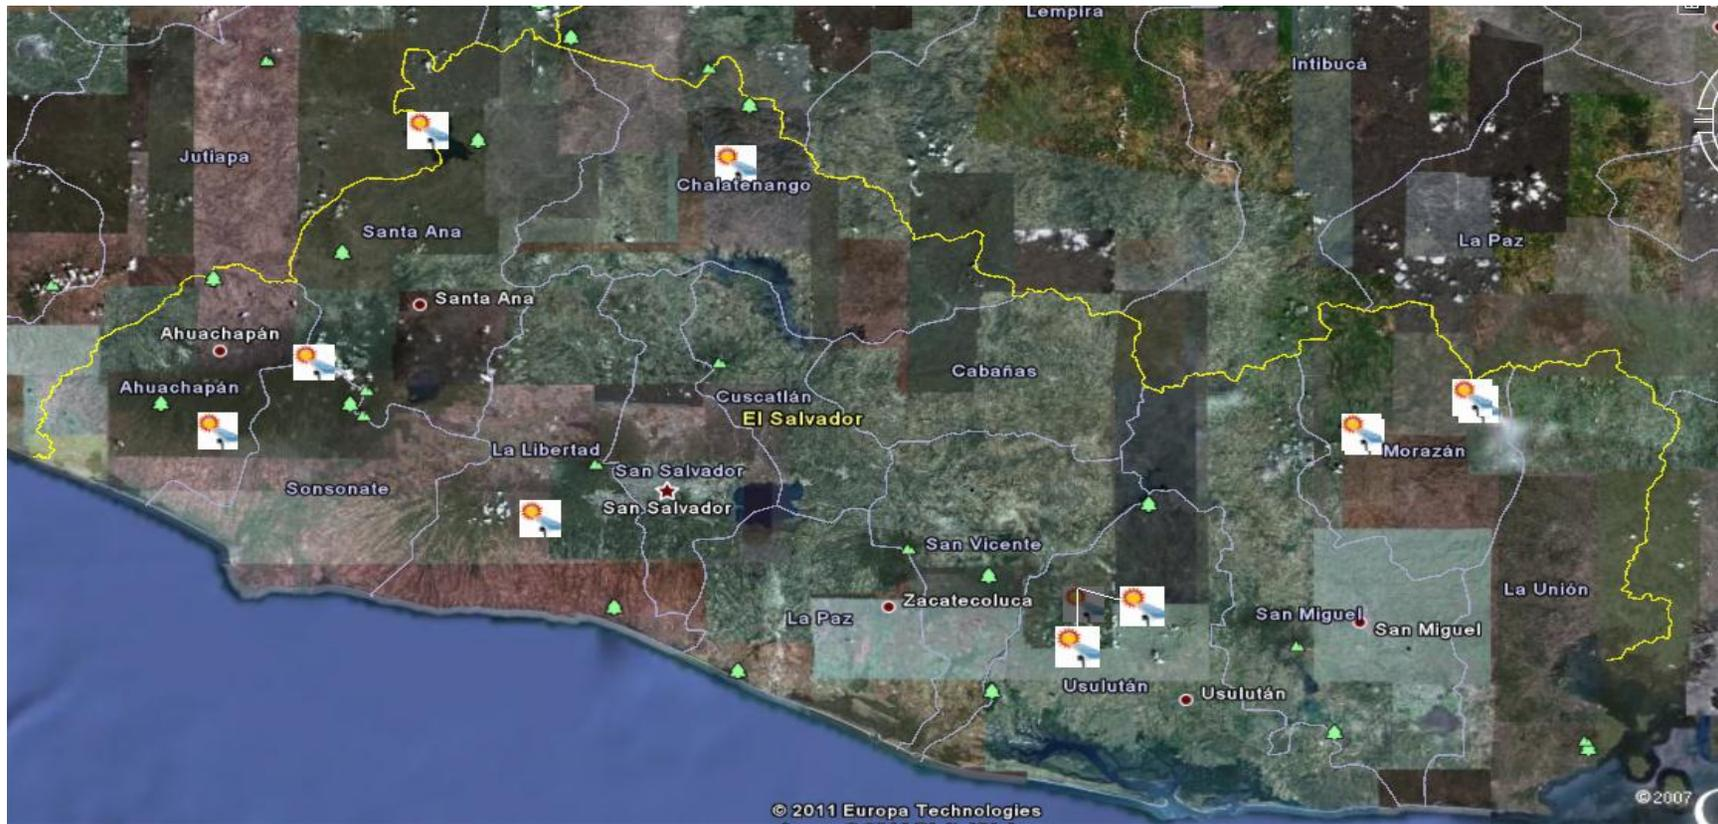 Lempira
Intibucá
Jutiapa
Chalatenango
Santa Ana
La Paz
Santa Ana
Ahuachapán
Cabañas
Ahuachapán
Cuscatlán
El Salvador
La Libertad
Morazán
San Salvador
Sonsonate
San Salvador
San Vicente
La Unión
Zacatecoluca
La Paz
San Miguel
San Miguel
Usulután
Usulután
©2007
© 2011 Europa Technologies